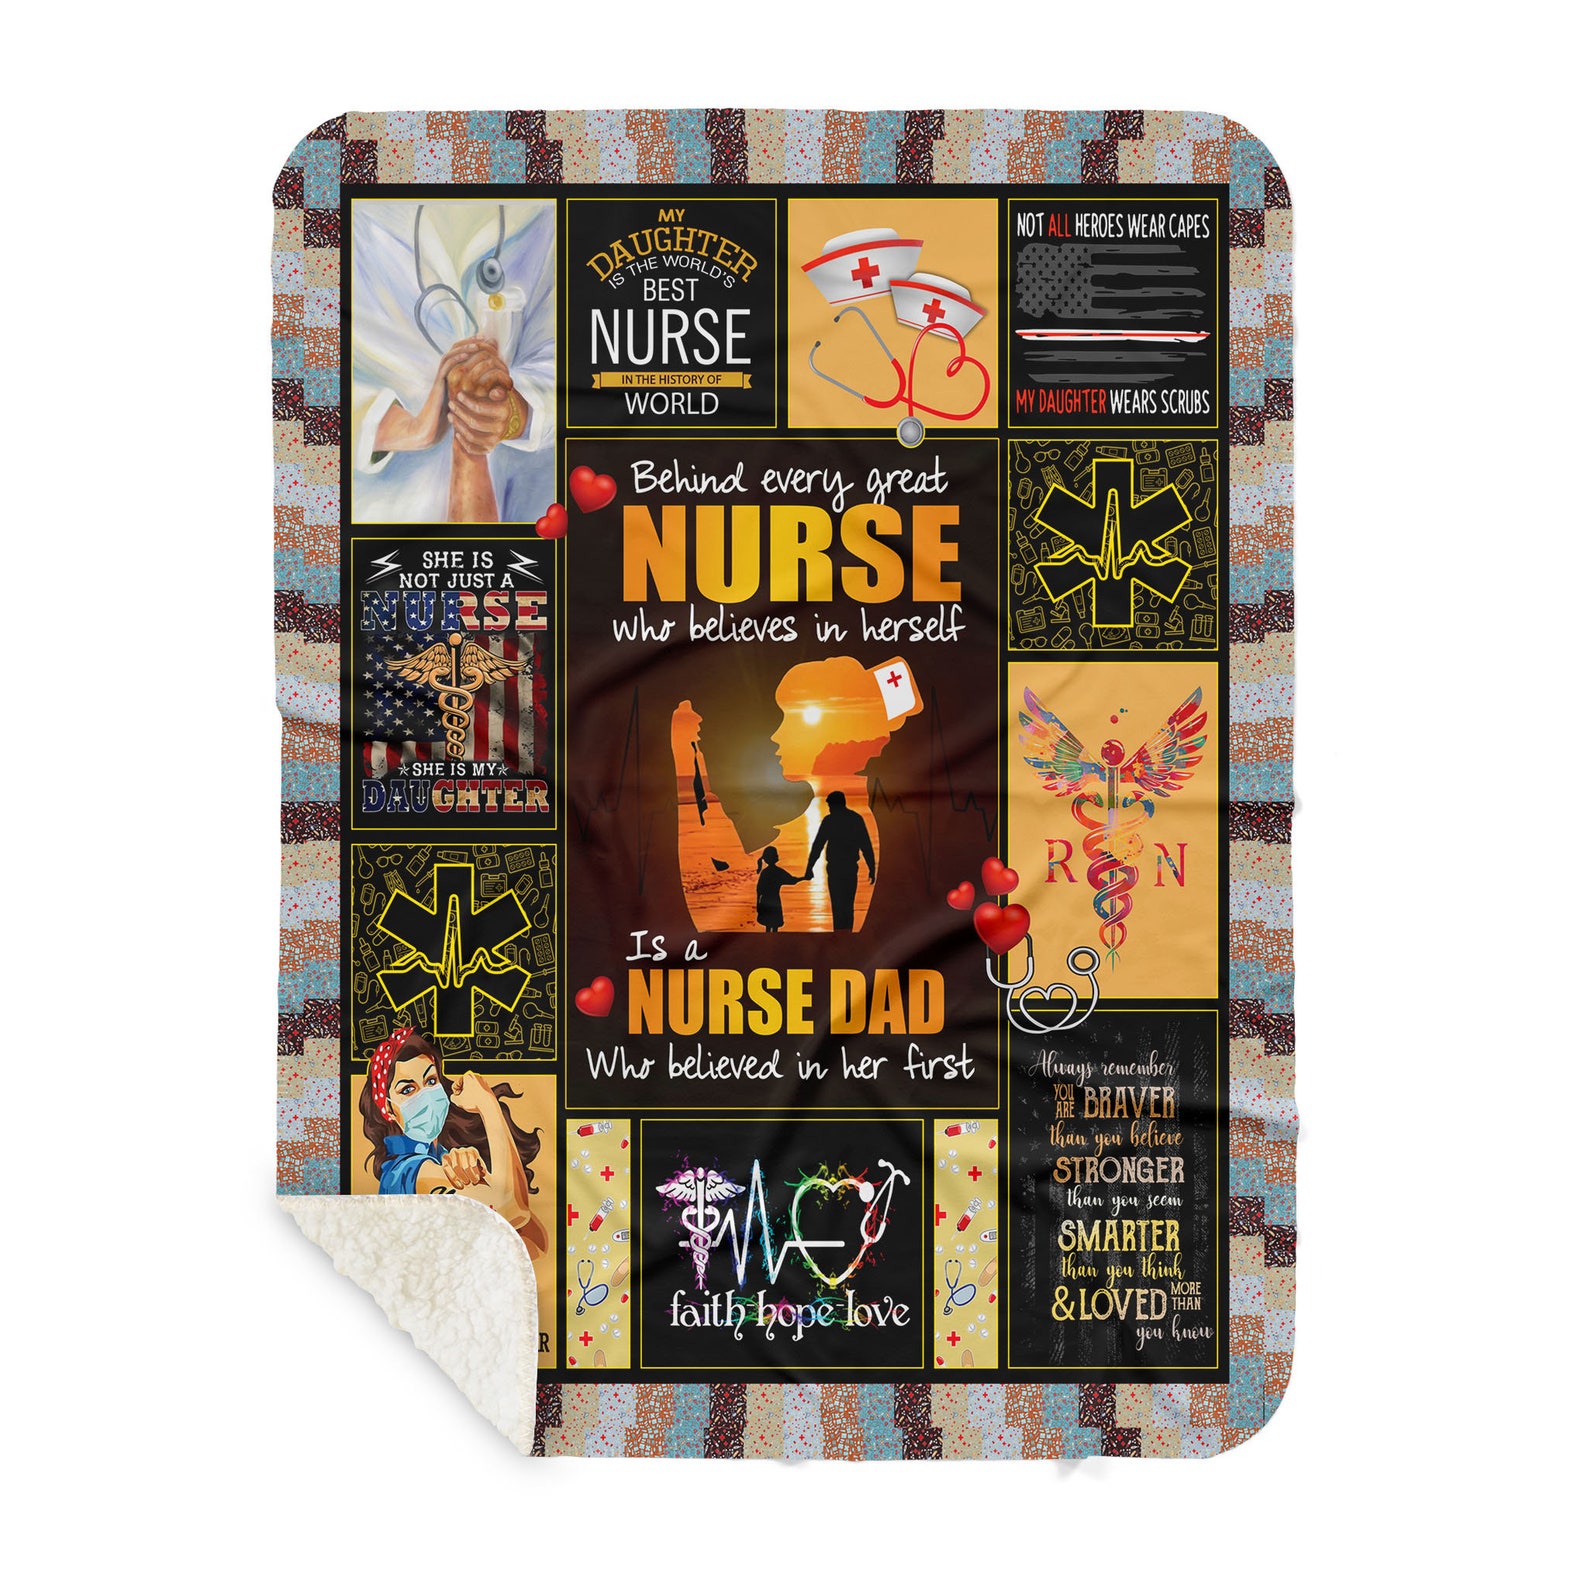 MY
DAUGHTER
IS THE WORLD'S
BEST
NURSE
IN THE HISTORY OF
WORLD
NOT ALL HEROES WEAR CAPES
MY DAUGHTER WEARS SCRUBS
SHE IS
NOT JUST A
NURSE
SHE IS MY
DAUGHTER
Behind every great
NURSE
who believes in herself
Is a
NURSE DAD
Who believed in her first
R N
faith hope love
Always remember
YOU
ARE BRAVER
than you believe
STRONGER
than you seem
SMARTER
than you think
& LOVED MORE
THAN
you know